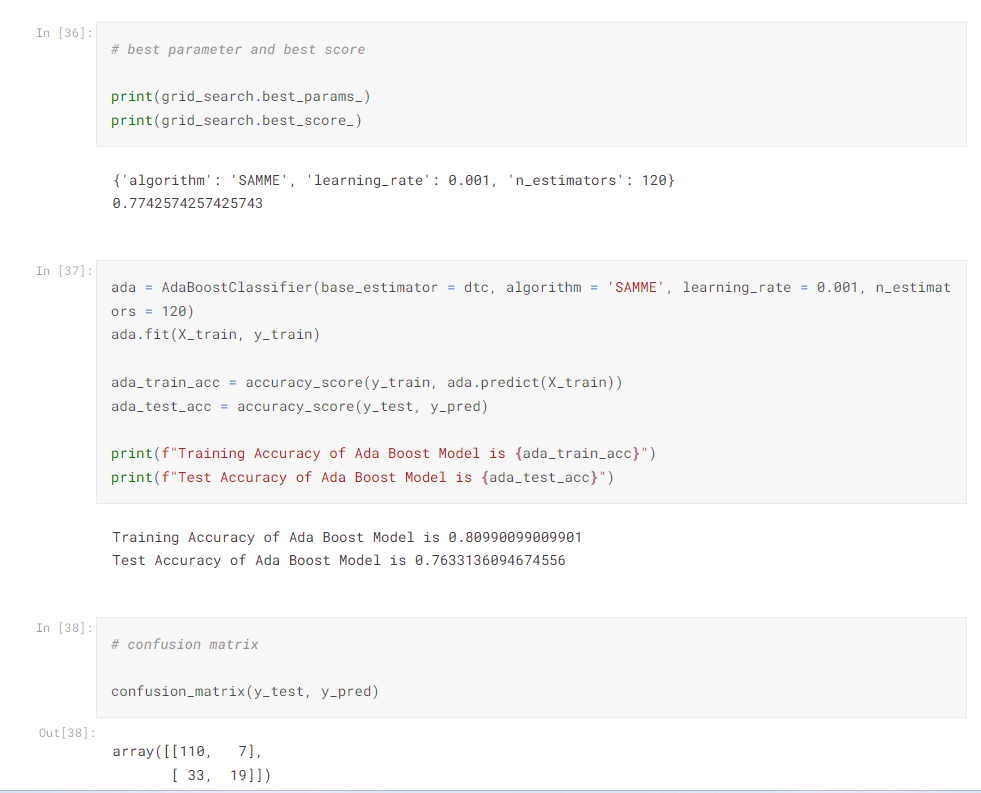 In [36]:
# best parameter and best score
print(grid_search.best_params_)
print(grid_search.best_score_)
{'algorithm': 'SAMME', 'learning_rate': 0.001, 'n_estimators': 120}
0.7742574257425743
In [37]:
ada = AdaBoostClassifier(base_estimator = dtc, algorithm = 'SAMME', learning_rate = 0.001, n_estimat
ors = 120)
ada.fit(X_train, y_train)
ada_train_acc = accuracy_score(y_train, ada.predict(X_train))
ada_test_acc = accuracy_score(y_test, y_pred)
print(f"Training Accuracy of Ada Boost Model is {ada_train_acc}")
print(f"Test Accuracy of Ada Boost Model is {ada_test_acc}")
Training Accuracy of Ada Boost Model is 0.80990099009901
Test Accuracy of Ada Boost Model is 0.7633136094674556
In [38]:
# confusion matrix
confusion_matrix(y_test, y_pred)
Out[38]:
array([[110,   7],
       [ 33,  19]])